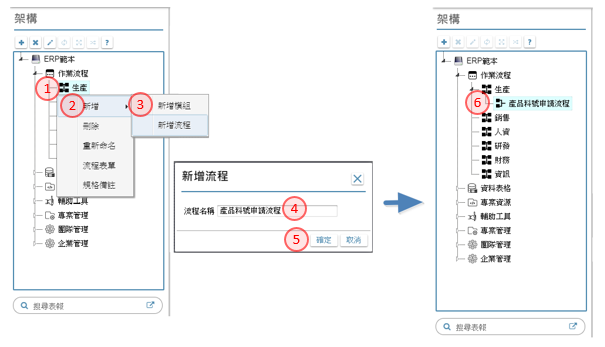 架構
ERP範本
作業流程
1 生產
2 新增
3 新增模組
新增流程
刪除
重新命名
流程表單
規格備註
輔助工具
專案管理
團隊管理
企業管理
搜尋表報
新增流程
流程名稱 產品料號申請流程 4
5 確定 取消
架構
ERP範本
作業流程
生產
6 產品料號申請流程
銷售
人資
研發
財務
資訊
資料表格
專案資源
輔助工具
專案管理
團隊管理
企業管理
搜尋表報